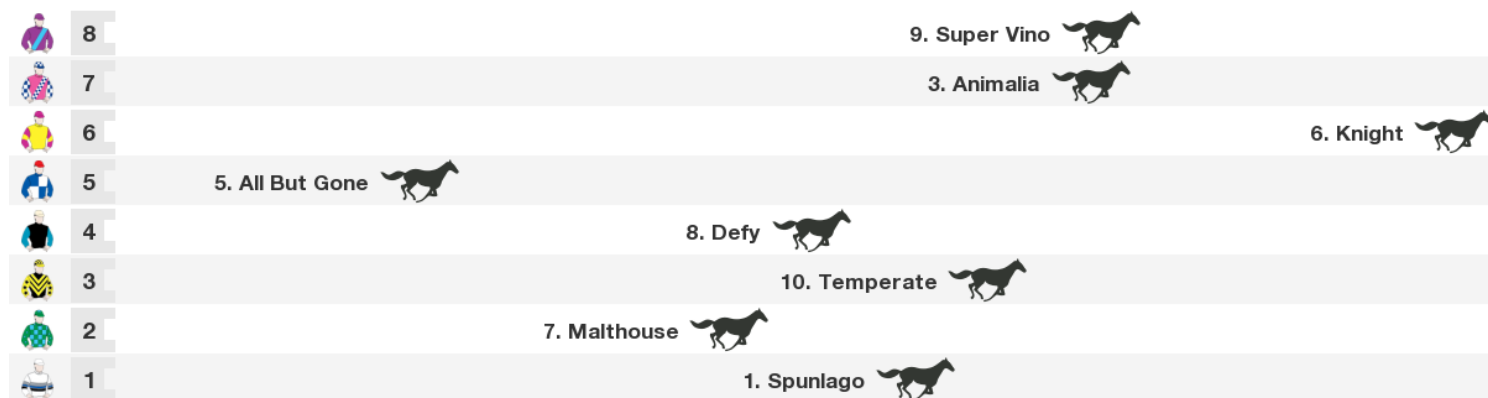 8 9. Super Vino
7 3. Animalia
6 6. Knight
5 5. All But Gone
4 8. Defy
3 10. Temperate
2 7. Malthouse
1 1. Spunlago